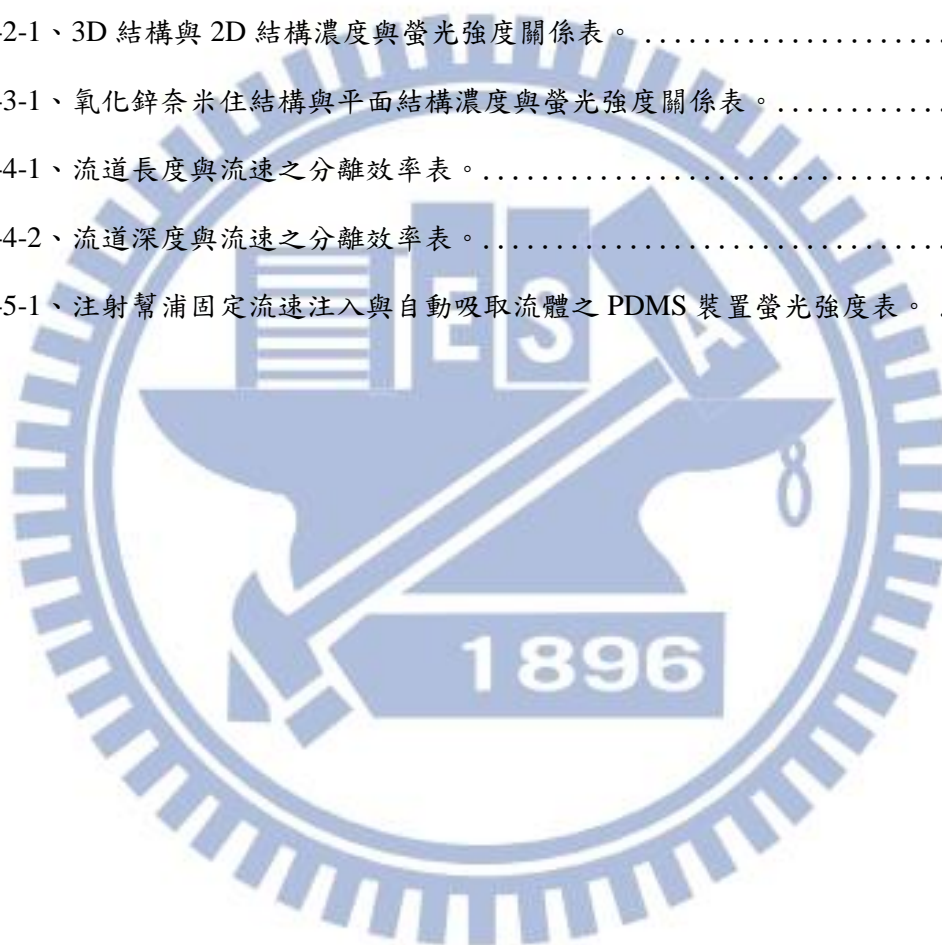 -2-1、3D 結構與 2D 結構濃度與螢光強度關係表。......................
-3-1、氧化鋅奈米住結構與平面結構濃度與螢光強度關係表。............
-4-1、流道長度與流速之分離效率表。................................
-4-2、流道深度與流速之分離效率表。................................
-5-1、注射幫浦固定流速注入與自動吸取流體之 PDMS 裝置螢光強度表。 .
E S A
1896